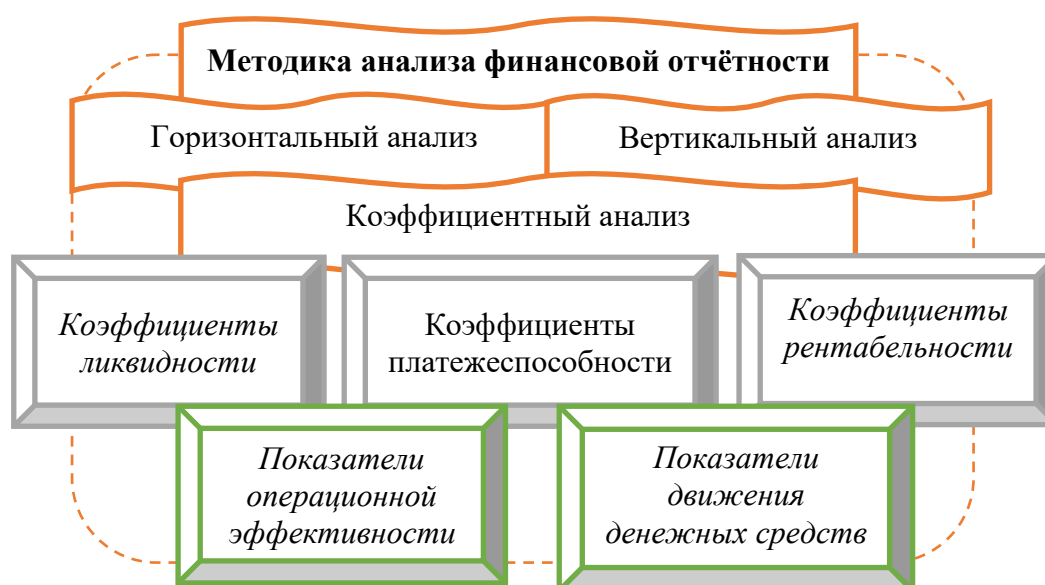 Методика анализа финансовой отчётности
Горизонтальный анализ
Вертикальный анализ
Коэффициентный анализ
Коэффициенты
ликвидности
Коэффициенты
платежеспособности
Коэффициенты
рентабельности
Показатели
операционной
эффективности
Показатели
движения
денежных средств